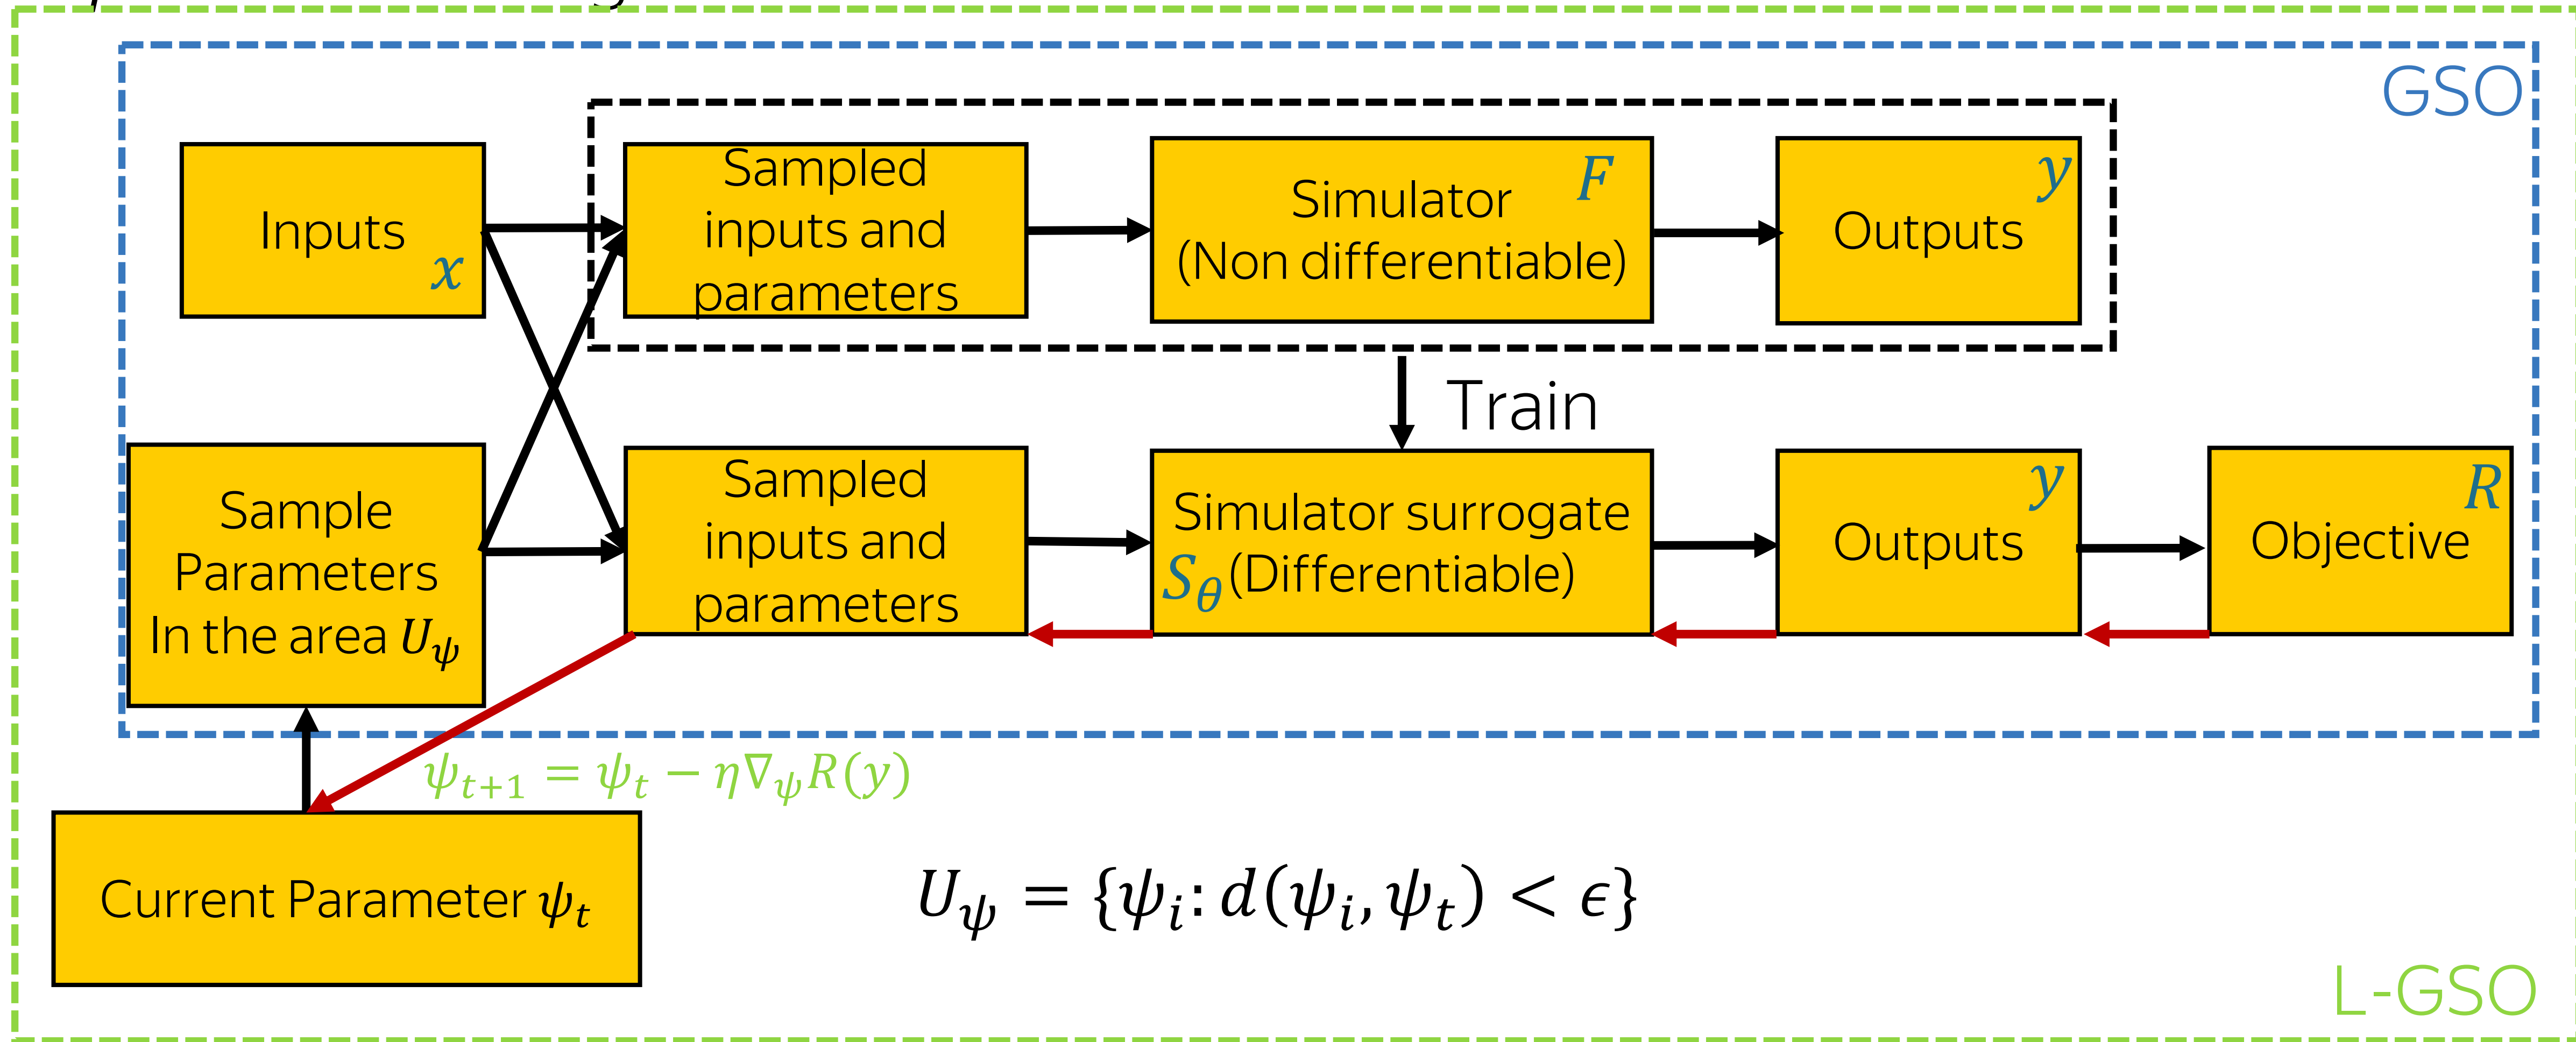 GSO
Inputs
x
Sampled
inputs and
parameters
Simulator
F
(Non differentiable)
Outputs
y
Train
Sample
Parameters
In the area U_ψ
Sampled
inputs and
parameters
Simulator surrogate
S_θ (Differentiable)
Outputs
y
Objective
R
ψ_{t+1} = ψ_t − η∇_ψ R(y)
Current Parameter ψ_t
U_ψ = {ψ_i: d(ψ_i, ψ_t) < ϵ}
L-GSO